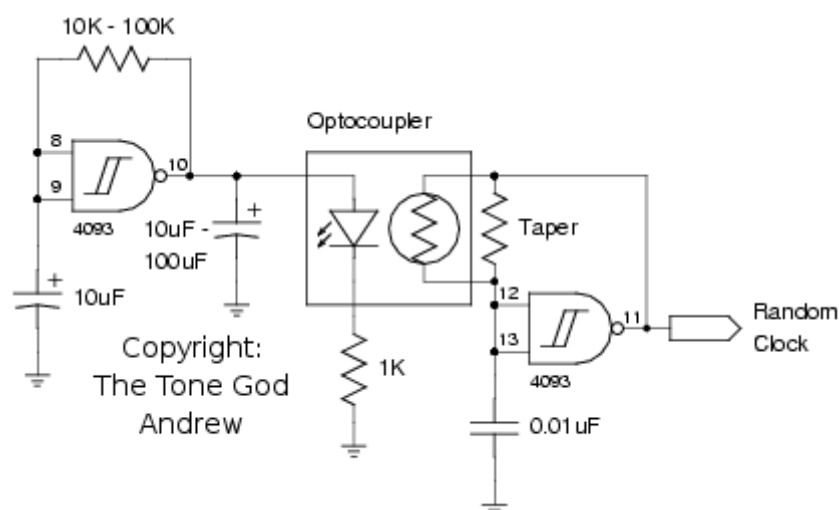 10K - 100K
Optocoupler
8
9
10
4093
10uF -
100uF
+
+
10uF
Taper
12
13
11
4093
Random
Clock
1K
0.01uF
Copyright:
The Tone God
Andrew